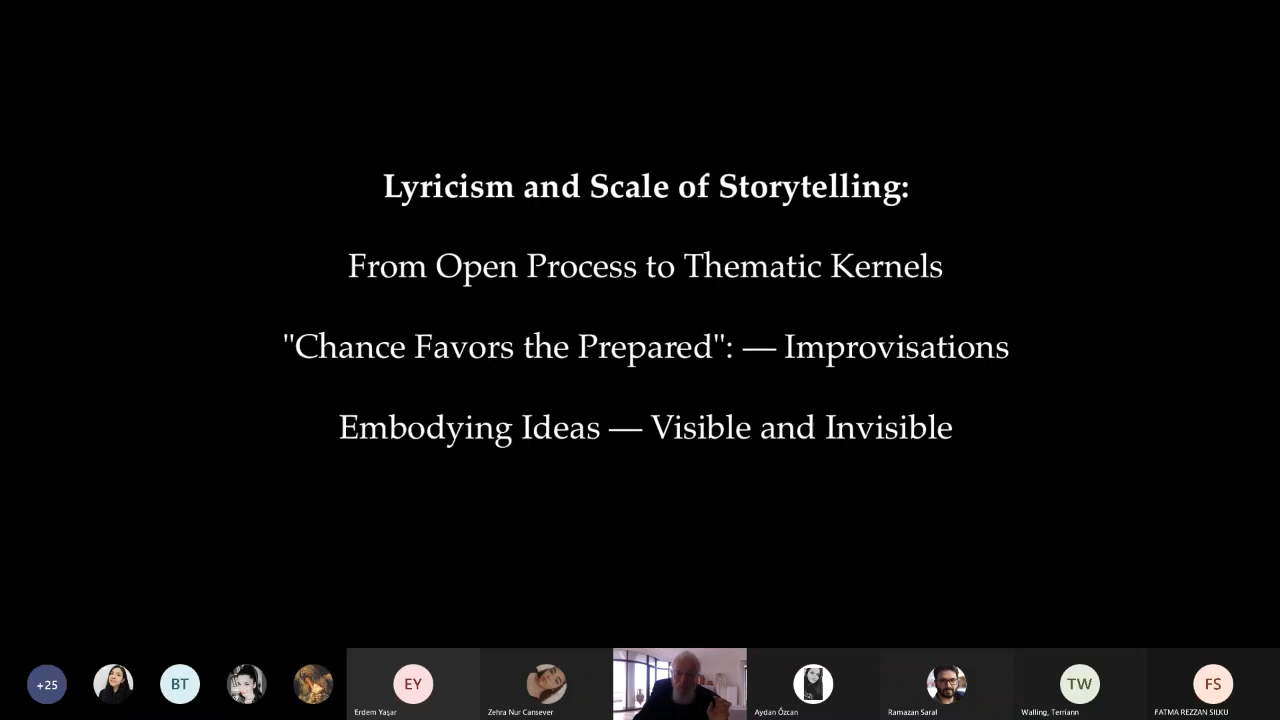 Lyricism and Scale of Storytelling:
From Open Process to Thematic Kernels
"Chance Favors the Prepared": — Improvisations
Embodying Ideas — Visible and Invisible
+25
BT
EY
TW
FS
Erdem Yaşar
Zehra Nur Cansever
Aydan Özcan
Ramazan Saral
Walling, Terriann
FATMA REZZAN SILKU